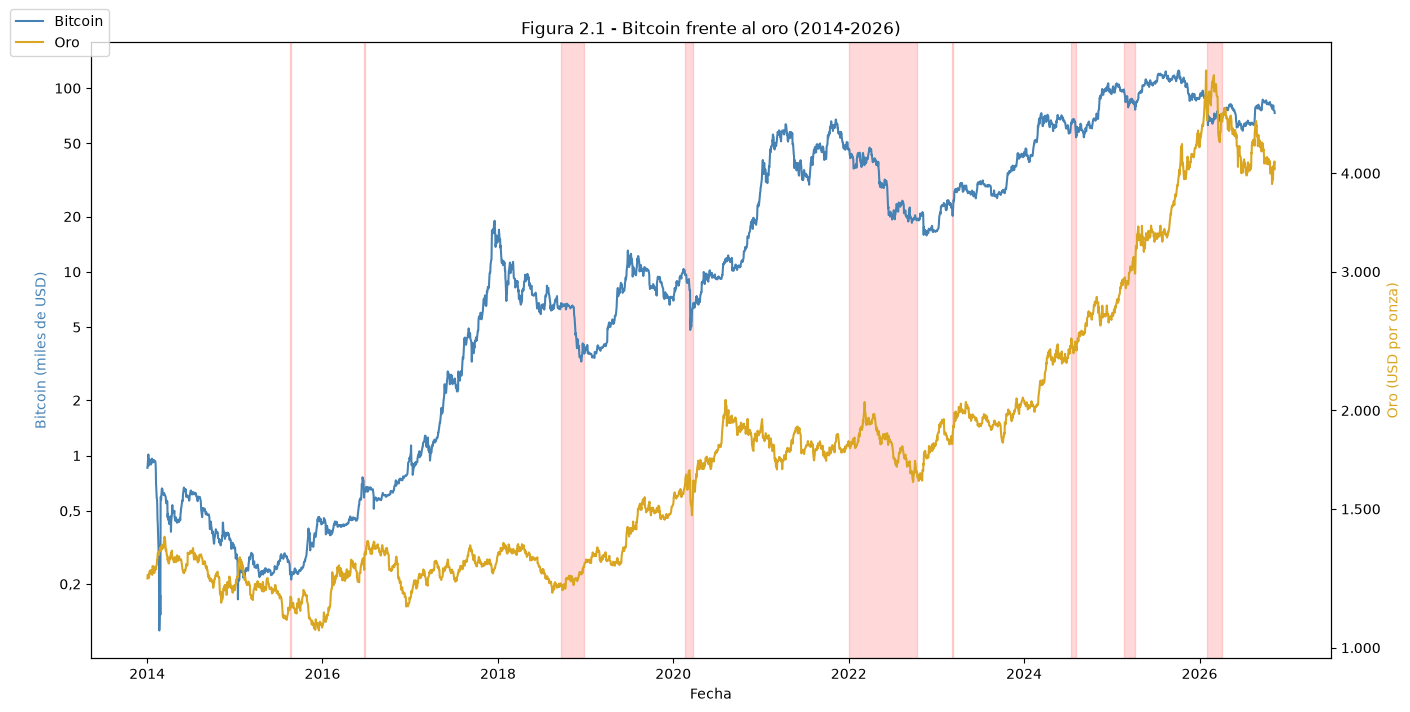 Figura 2.1 - Bitcoin frente al oro (2014-2026)
Bitcoin
Oro
Bitcoin (miles de USD)
100
50
20
10
5
2
1
0,5
0,2
4.000
3.000
2.000
1.500
1.000
Oro (USD por onza)
2014 2016 2018 2020 2022 2024 2026
Fecha